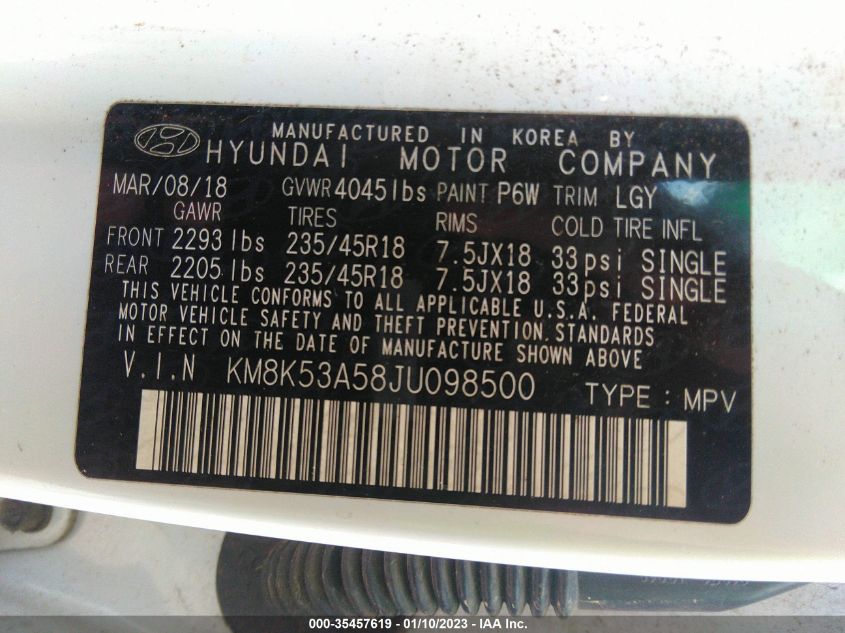 MANUFACTURED IN KOREA BY
HYUNDAI MOTOR COMPANY
MAR/08/18 GVWR 4045lbs PAINT P6W TRIM LGY
GAWR TIRES RIMS COLD TIRE INFL
FRONT 2293lbs 235/45R18 7.5JX18 33psi SINGLE
REAR 2205lbs 235/45R18 7.5JX18 33psi SINGLE
THIS VEHICLE CONFORMS TO ALL APPLICABLE U.S.A. FEDERAL
MOTOR VEHICLE SAFETY AND THEFT PREVENTION STANDARDS
IN EFFECT ON THE DATE OF MANUFACTURE SHOWN ABOVE
V.I.N KM8K53A58JU098500 TYPE : MPV
000-35457619 - 01/10/2023 - IAA Inc.